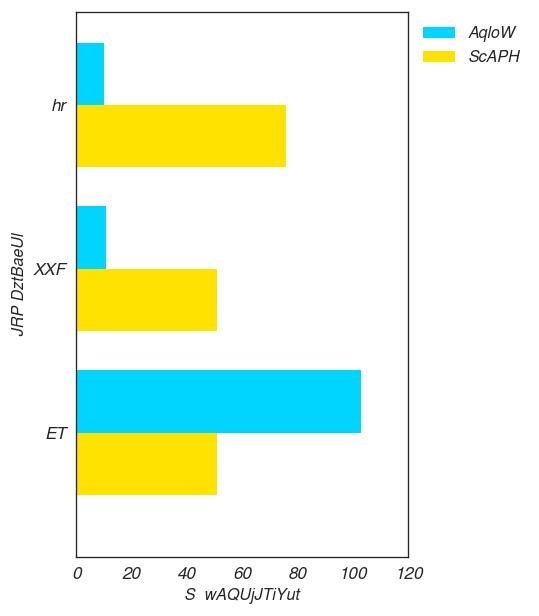 AqloW
ScAPH
hr
XXF
ET
JRP DztBaeUl
0 20 40 60 80 100 120
S wAQUjJTiYut